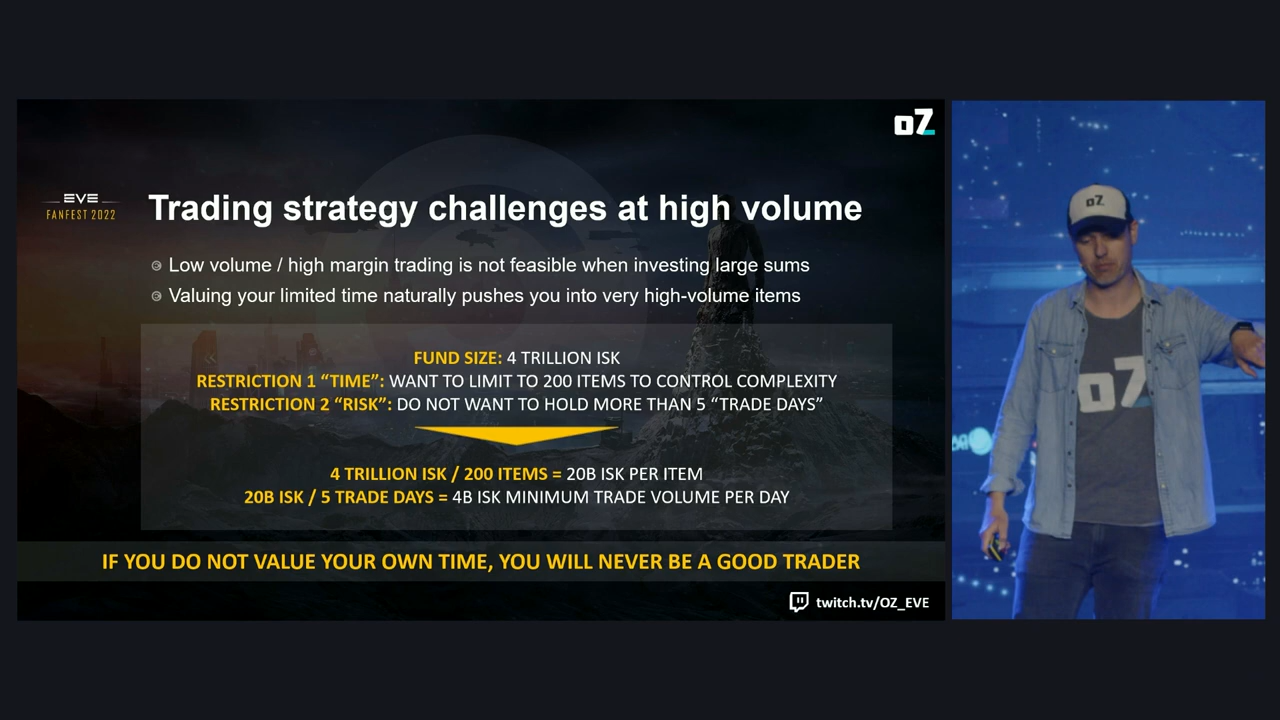 oZ
EVE
FANFEST 2022
Trading strategy challenges at high volume
Low volume / high margin trading is not feasible when investing large sums
Valuing your limited time naturally pushes you into very high-volume items
FUND SIZE: 4 TRILLION ISK
RESTRICTION 1 “TIME”: WANT TO LIMIT TO 200 ITEMS TO CONTROL COMPLEXITY
RESTRICTION 2 “RISK”: DO NOT WANT TO HOLD MORE THAN 5 “TRADE DAYS”
4 TRILLION ISK / 200 ITEMS = 20B ISK PER ITEM
20B ISK / 5 TRADE DAYS = 4B ISK MINIMUM TRADE VOLUME PER DAY
IF YOU DO NOT VALUE YOUR OWN TIME, YOU WILL NEVER BE A GOOD TRADER
twitch.tv/OZ_EVE
oZ
oZ